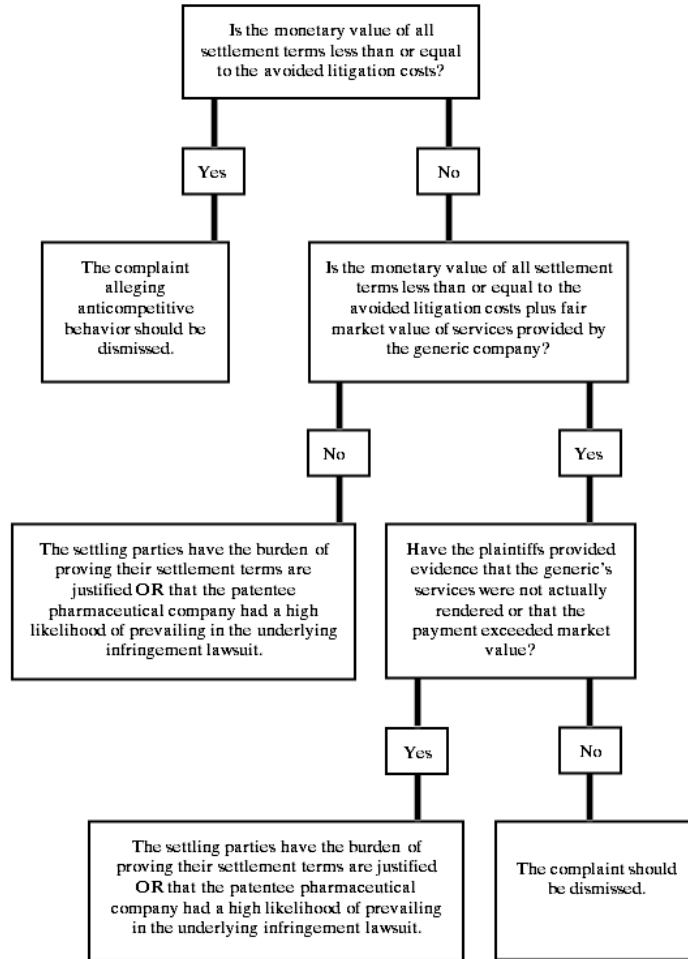 Is the monetary value of all
settlement terms less than or equal
to the avoided litigation costs?
Yes
No
The complaint
alleging
anticompetitive
behavior should be
dismissed.
Is the monetary value of all settlement
terms less than or equal to the
avoided litigation costs plus fair
market value of services provided by
the generic company?
No
Yes
The settling parties have the burden of
proving their settlement terms are
justified OR that the patentee
pharmaceutical company had a high
likelihood of prevailing in the underlying
infringement lawsuit.
Have the plaintiffs provided
evidence that the generic's
services were not actually
rendered or that the
payment exceeded market
value?
Yes
No
The settling parties have the burden of
proving their settlement terms are justified
OR that the patentee pharmaceutical
company had a high likelihood of prevailing
in the underlying infringement lawsuit.
The complaint should
be dismissed.